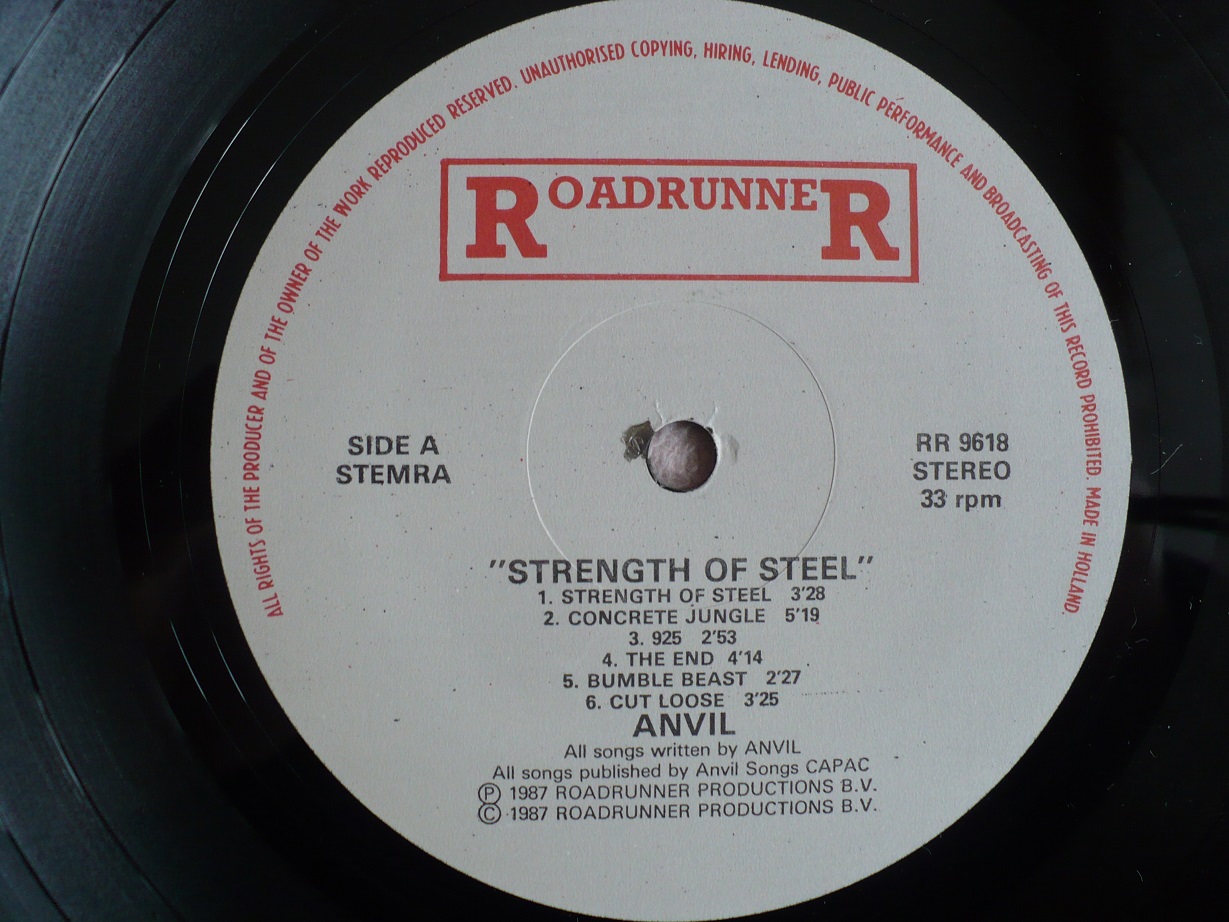 ALL RIGHTS OF THE PRODUCER AND OF THE OWNER OF THE WORK REPRODUCED RESERVED. UNAUTHORISED COPYING, HIRING, LENDING, PUBLIC PERFORMANCE AND BROADCASTING OF THIS RECORD PROHIBITED. MADE IN HOLLAND
ROADRUNNER
SIDE A
STEMRA
RR 9618
STEREO
33 rpm
"STRENGTH OF STEEL"
1. STRENGTH OF STEEL 3'28
2. CONCRETE JUNGLE 5'19
3. 925 2'53
4. THE END 4'14
5. BUMBLE BEAST 2'27
6. CUT LOOSE 3'25
ANVIL
All songs written by ANVIL
All songs published by Anvil Songs CAPAC
Ⓟ 1987 ROADRUNNER PRODUCTIONS B.V.
© 1987 ROADRUNNER PRODUCTIONS B.V.